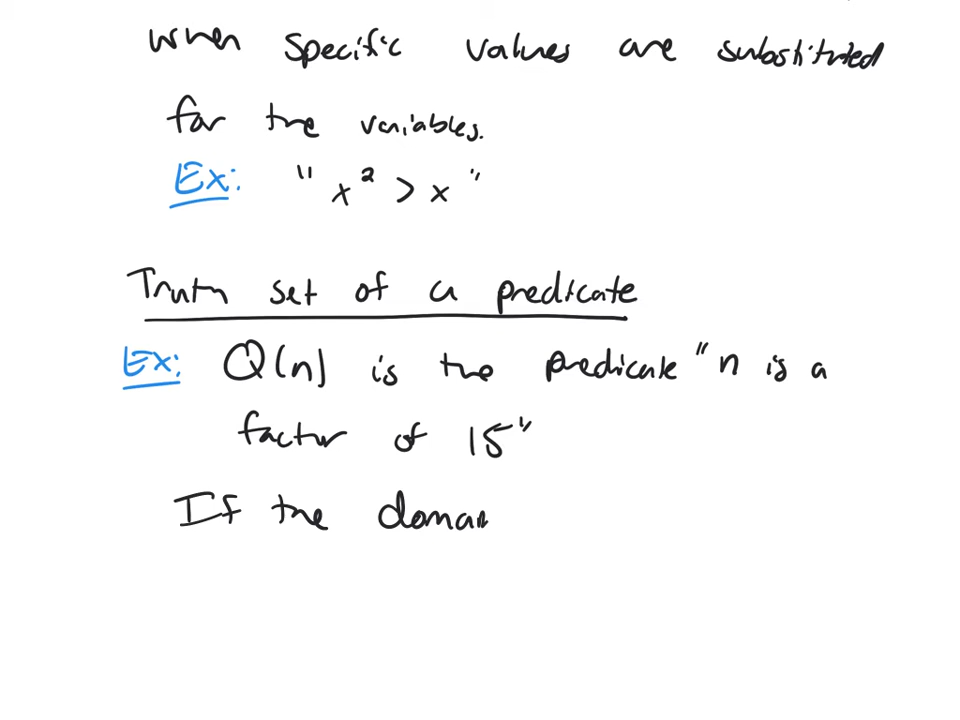 when specific values are substituted
for the variables.
Ex: "x² > x"
Truth set of a predicate
Ex: Q(n) is the predicate "n is a
factor of 15"
If the domain